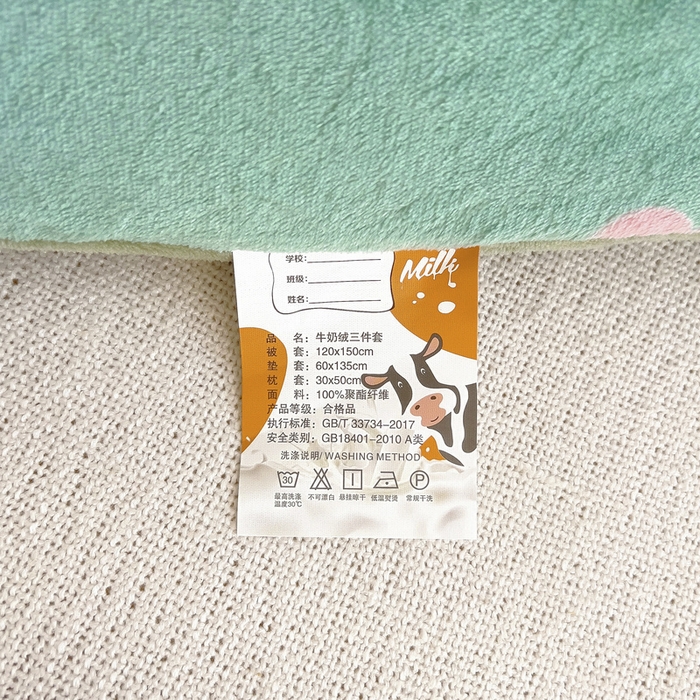 学校:
Milk
班级:
姓名:
品 名: 牛奶绒三件套
被 套: 120x150cm
垫 套: 60x135cm
枕 套: 30x50cm
面 料: 100%聚酯纤维
产品等级: 合格品
执行标准: GB/T 33734-2017
安全类别: GB18401-2010 A类
洗涤说明/ WASHING METHOD
30 P
最高洗涤 不可漂白 悬挂晾干 低温熨烫 常规干洗
温度30℃